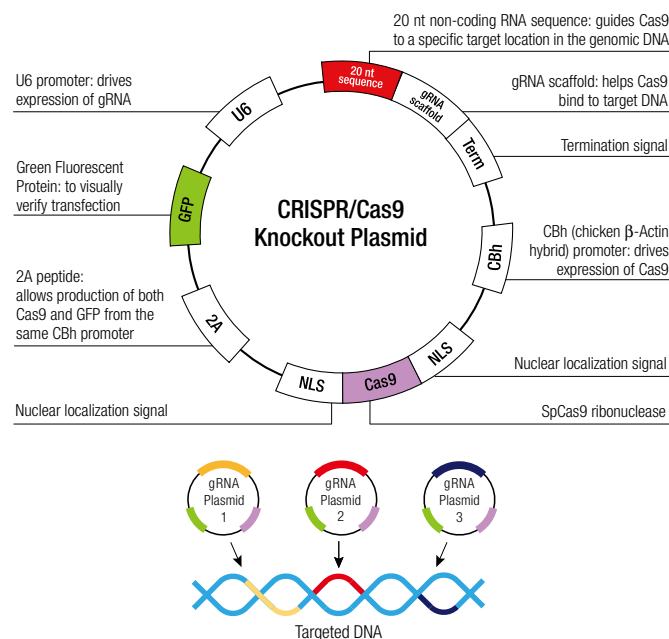 20 nt non-coding RNA sequence: guides Cas9
to a specific target location in the genomic DNA
U6 promoter: drives
expression of gRNA
20 nt
sequence
gRNA
scaffold
gRNA scaffold: helps Cas9
bind to target DNA
U6
Term
Termination signal
Green Fluorescent
Protein: to visually
verify transfection
GFP
CRISPR/Cas9
Knockout Plasmid
CBh
CBh (chicken β-Actin
hybrid) promoter: drives
expression of Cas9
2A peptide:
allows production of both
Cas9 and GFP from the
same CBh promoter
2A
NLS
Cas9
NLS
Nuclear localization signal
Nuclear localization signal
SpCas9 ribonuclease
gRNA
Plasmid
1
gRNA
Plasmid
2
gRNA
Plasmid
3
Targeted DNA